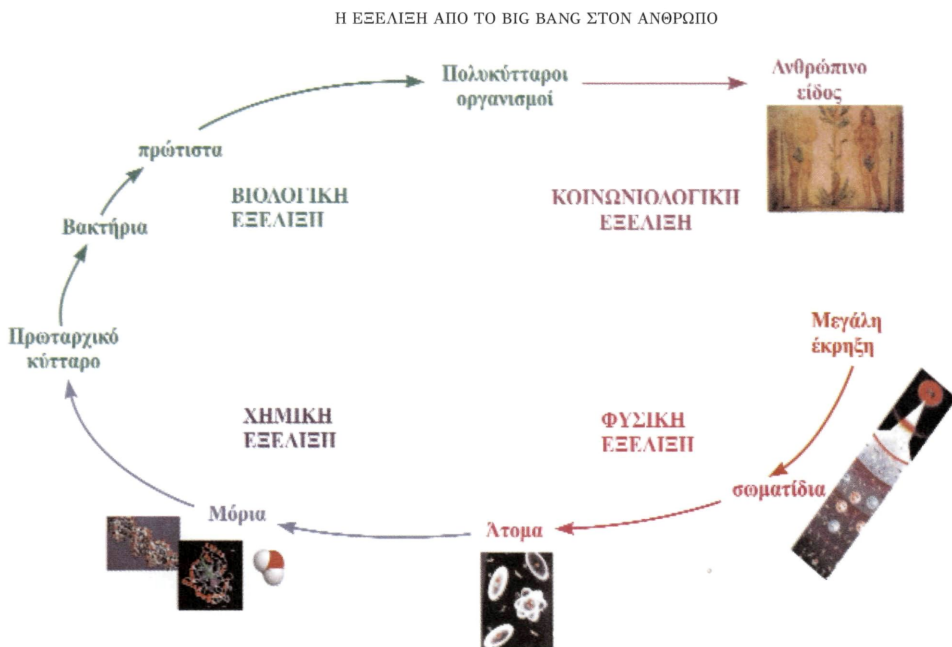 Η ΕΞΕΛΙΞΗ ΑΠΟ ΤΟ BIG BANG ΣΤΟΝ ΑΝΘΡΩΠΟ
Πολυκύτταροι
οργανισμοί
Ανθρώπινο
είδος
πρώτιστα
ΒΙΟΛΟΓΙΚΗ
ΕΞΕΛΙΞΗ
ΚΟΙΝΩΝΙΟΛΟΓΙΚΗ
ΕΞΕΛΙΞΗ
Βακτήρια
Πρωταρχικό
κύτταρο
Μεγάλη
έκρηξη
ΧΗΜΙΚΗ
ΕΞΕΛΙΞΗ
ΦΥΣΙΚΗ
ΕΞΕΛΙΞΗ
σωματίδια
Μόρια
Άτομα